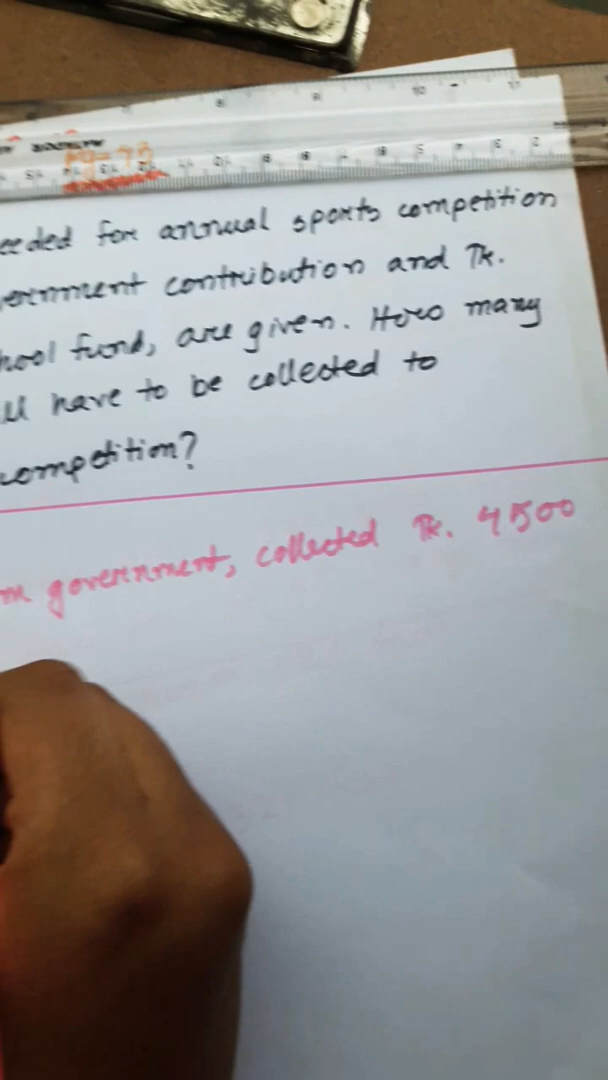 eeded for annual sports competition
vernment contribution and Tk.
hool fund, are given. How many
ll have to be collected to
competition?
m government, collected Tk. 4500